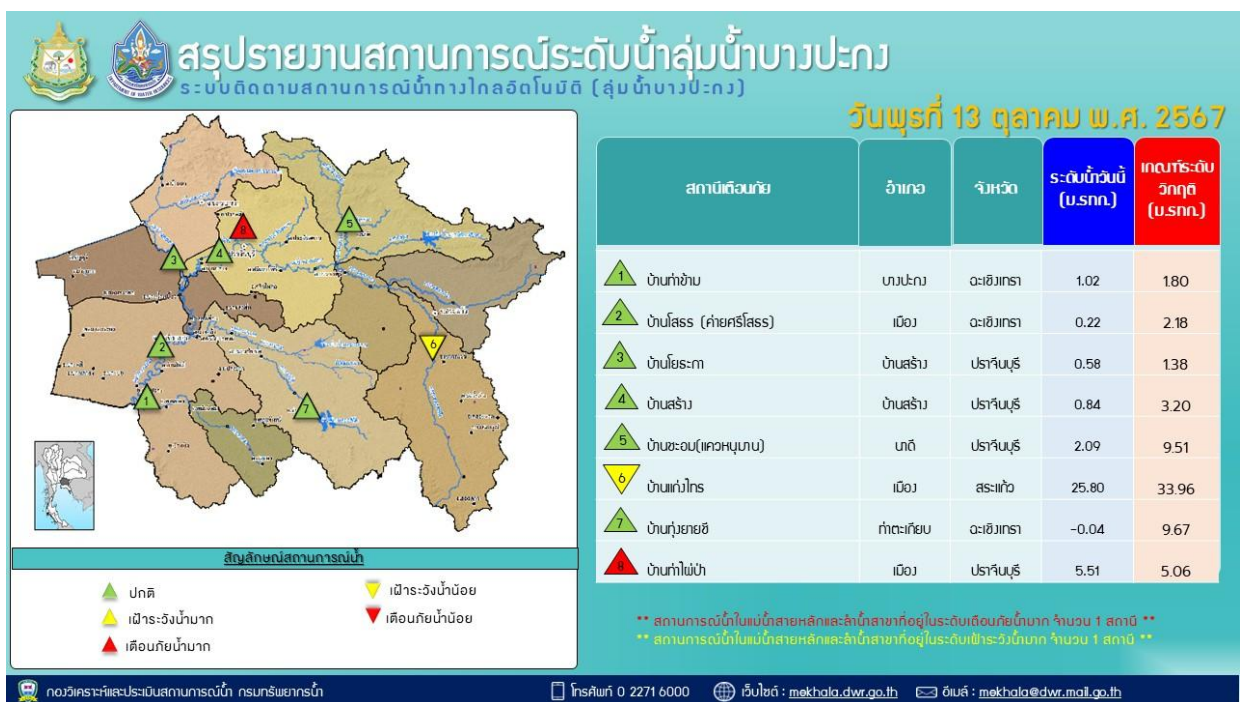 สรุปรายงานสถานการณ์ระดับน้ำลุ่มน้ำบางปะกง
ระบบติดตามสถานการณ์น้ำทางไกลอัตโนมัติ (ลุ่มน้ำบางปะกง)
วันพุธที่ 13 ตุลาคม พ.ศ. 2567
สถานีเตือนภัย อำเภอ จังหวัด ระดับน้ำวันนี้ (ม.รทก.) เกณฑ์ระดับวิกฤติ (ม.รทก.)
1 บ้านท่าข้าม บางปะกง ฉะเชิงเทรา 1.02 1.80
2 บ้านโสธร (ค่ายศรีโสธร) เมือง ฉะเชิงเทรา 0.22 2.18
3 บ้านโยธะกา บ้านสร้าง ปราจีนบุรี 0.58 1.38
4 บ้านสร้าง บ้านสร้าง ปราจีนบุรี 0.84 3.20
5 บ้านซะอม(แควหนุมาน) นาดี ปราจีนบุรี 2.09 9.51
6 บ้านแก่งไทร เมือง สระแก้ว 25.80 33.96
7 บ้านทุ่งยายชี ท่าตะเกียบ ฉะเชิงเทรา -0.04 9.67
8 บ้านท่าไผ่ป่า เมือง ปราจีนบุรี 5.51 5.06
** สถานการณ์น้ำในแม่น้ำสายหลักและลำน้ำสาขาที่อยู่ในระดับเตือนภัยน้ำมาก จำนวน 1 สถานี **
** สถานการณ์น้ำในแม่น้ำสายหลักและลำน้ำสาขาที่อยู่ในระดับเฝ้าระวังน้ำมาก จำนวน 1 สถานี **
8
5
4
3
6
2
7
1
สัญลักษณ์สถานการณ์น้ำ
ปกติ
เฝ้าระวังน้ำน้อย
เฝ้าระวังน้ำมาก
เตือนภัยน้ำน้อย
เตือนภัยน้ำมาก
กองวิเคราะห์และประเมินสถานการณ์น้ำ กรมทรัพยากรน้ำ
โทรศัพท์ 0 2271 6000
เว็บไซต์ : mekhala.dwr.go.th
อีเมล์ : mekhala@dwr.mail.go.th